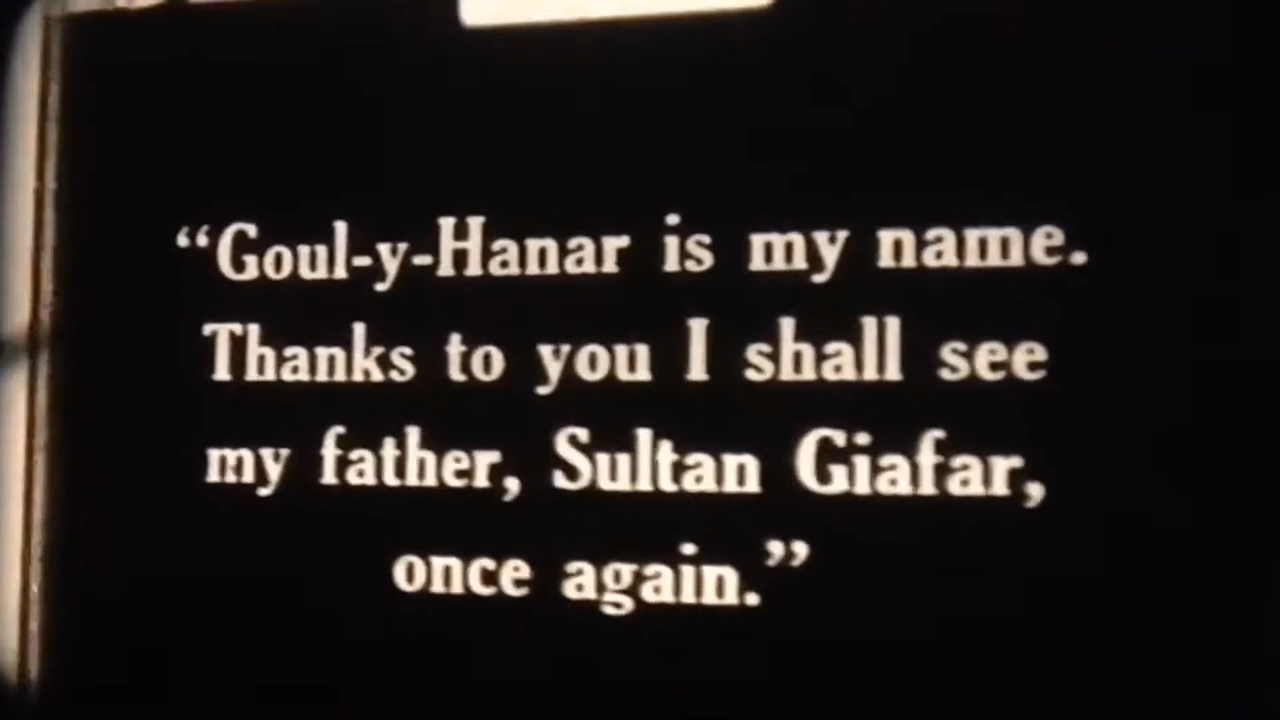 “Goul-y-Hanar is my name.
Thanks to you I shall see
my father, Sultan Giafar,
once again.”